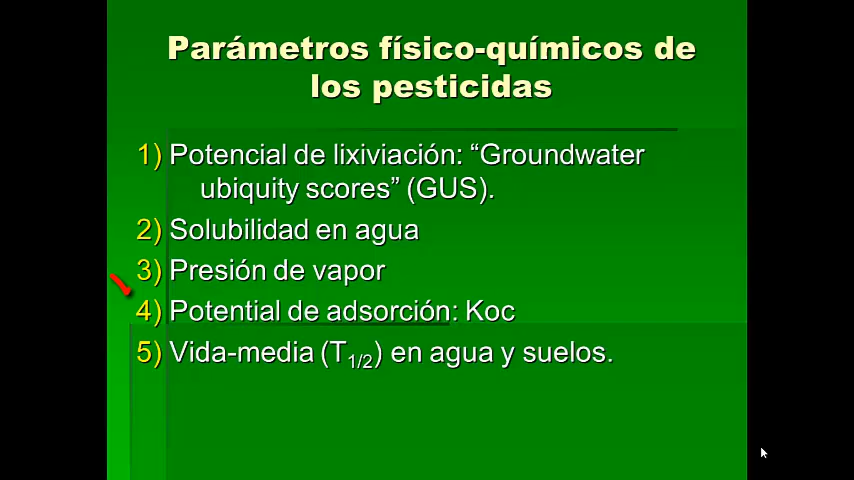 Parámetros físico-químicos de
los pesticidas
1) Potencial de lixiviación: “Groundwater
ubiquity scores” (GUS).
2) Solubilidad en agua
3) Presión de vapor
4) Potential de adsorción: Koc
5) Vida-media (T1/2) en agua y suelos.